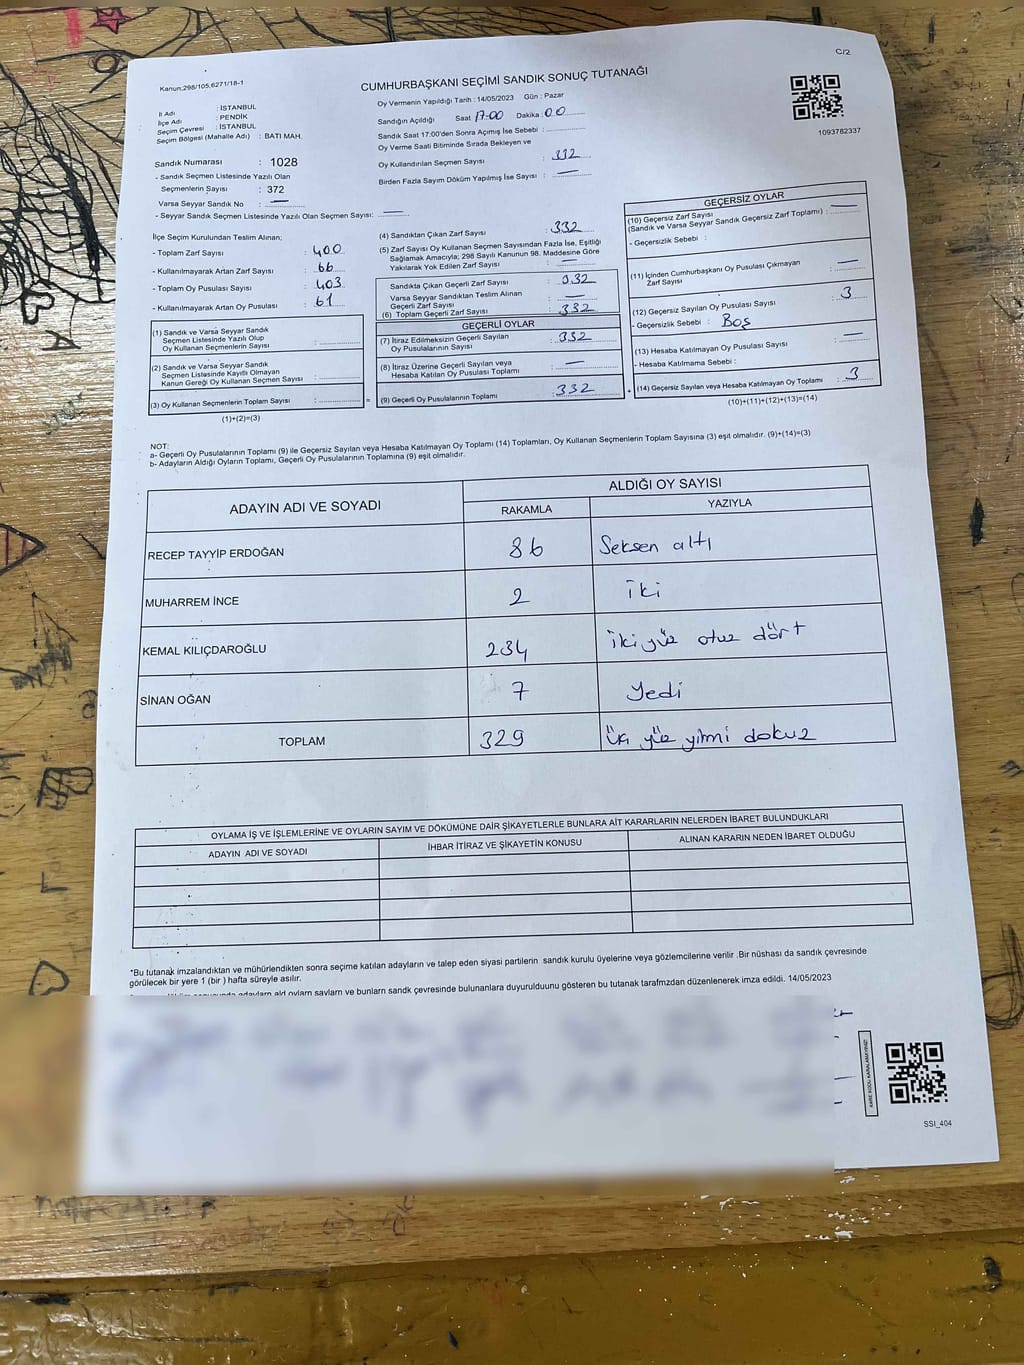 C/2
Kanun;298/105;6271/18-1
CUMHURBAŞKANI SEÇİMİ SANDIK SONUÇ TUTANAĞI
İl Adı : İSTANBUL
İlçe Adı : PENDİK
Seçim Çevresi : İSTANBUL
Seçim Bölgesi (Mahalle Adı) : BATI MAH.
Sandık Numarası : 1028
- Sandık Seçmen Listesinde Yazılı Olan
Seçmenlerin Sayısı : 372
Varsa Seyyar Sandık No : —
- Seyyar Sandık Seçmen Listesinde Yazılı Olan Seçmen Sayısı: —
Oy Vermenin Yapıldığı Tarih : 14/05/2023 Gün : Pazar
Sandığın Açıldığı Saat 17:00 Dakika : 00
Sandık Saat 17:00'den Sonra Açımış İse Sebebi :
Oy Verme Saati Bitiminde Sırada Bekleyen ve
Oy Kullandırılan Seçmen Sayısı : 332
Birden Fazla Sayım Döküm Yapılmış İse Sayısı : —
1093782337
İlçe Seçim Kurulundan Teslim Alınan;
- Toplam Zarf Sayısı : 400
- Kullanılmayarak Artan Zarf Sayısı : 66
- Toplam Oy Pusulası Sayısı : 403
- Kullanılmayarak Artan Oy Pusulası : 61
(1) Sandık ve Varsa Seyyar Sandık
Seçmen Listesinde Yazılı Olup
Oy Kullanan Seçmenlerin Sayısı :
(2) Sandık ve Varsa Seyyar Sandık
Seçmen Listesinde Kayıtlı Olmayan
Kanun Gereği Oy Kullanan Seçmen Sayısı :
(3) Oy Kullanan Seçmenlerin Toplam Sayısı : =
(1)+(2)=(3)
(4) Sandıktan Çıkan Zarf Sayısı : 332
(5) Zarf Sayısı Oy Kullanan Seçmen Sayısından Fazla İse, Eşitliği
Sağlamak Amacıyla; 298 Sayılı Kanunun 98. Maddesine Göre
Yakılarak Yok Edilen Zarf Sayısı : —
Sandıkta Çıkan Geçerli Zarf Sayısı : 332
Varsa Seyyar Sandıktan Teslim Alınan
Geçerli Zarf Sayısı : —
(6) Toplam Geçerli Zarf Sayısı : 332
GEÇERLİ OYLAR
(7) İtiraz Edilmeksizin Geçerli Sayılan
Oy Pusulalarının Sayısı : 332
(8) İtiraz Üzerine Geçerli Sayılan veya
Hesaba Katılan Oy Pusulası Toplamı : —
(9) Geçerli Oy Pusulalarının Toplamı : 332 +
GEÇERSİZ OYLAR
(10) Geçersiz Zarf Sayısı
(Sandık ve Varsa Seyyar Sandık Geçersiz Zarf Toplamı) : —
- Geçersizlik Sebebi :
(11) İçinden Cumhurbaşkanı Oy Pusulası Çıkmayan
Zarf Sayısı : —
(12) Geçersiz Sayılan Oy Pusulası Sayısı : 3
- Geçersizlik Sebebi : Boş
(13) Hesaba Katılmayan Oy Pusulası Sayısı : —
- Hesaba Katılmama Sebebi :
(14) Geçersiz Sayılan veya Hesaba Katılmayan Oy Toplamı : 3
(10)+(11)+(12)+(13)=(14)
NOT:
a- Geçerli Oy Pusulalarının Toplamı (9) ile Geçersiz Sayılan veya Hesaba Katılmayan Oy Toplamı (14) Toplamları, Oy Kullanan Seçmenlerin Toplam Sayısına (3) eşit olmalıdır. (9)+(14)=(3)
b- Adayların Aldığı Oyların Toplamı, Geçerli Oy Pusulalarının Toplamına (9) eşit olmalıdır.
ADAYIN ADI VE SOYADI ALDIĞI OY SAYISI
RAKAMLA YAZIYLA
RECEP TAYYİP ERDOĞAN 86 Seksen altı
MUHARREM İNCE 2 iki
KEMAL KILIÇDAROĞLU 234 iki yüz otuz dört
SİNAN OĞAN 7 Yedi
TOPLAM 329 Üç yüz yirmi dokuz
OYLAMA İŞ VE İŞLEMLERİNE VE OYLARIN SAYIM VE DÖKÜMÜNE DAİR ŞİKAYETLERLE BUNLARA AİT KARARLARIN NELERDEN İBARET BULUNDUKLARI
ADAYIN ADI VE SOYADI İHBAR İTİRAZ VE ŞİKAYETİN KONUSU ALINAN KARARIN NEDEN İBARET OLDUĞU
*Bu tutanak imzalandıktan ve mühürlendikten sonra seçime katılan adayların ve talep eden siyasi partilerin sandık kurulu üyelerine veya gözlemcilerine verilir .Bir nüshası da sandık çevresinde
görülecek bir yere 1 (bir ) hafta süreyle asılır.
adayların ald oyların sayların ve bunların sandk çevresinde bulunanlara duyurulduunu gösteren bu tutanak tarafmzdan düzenlenerek imza edildi. 14/05/2023
SSI_404